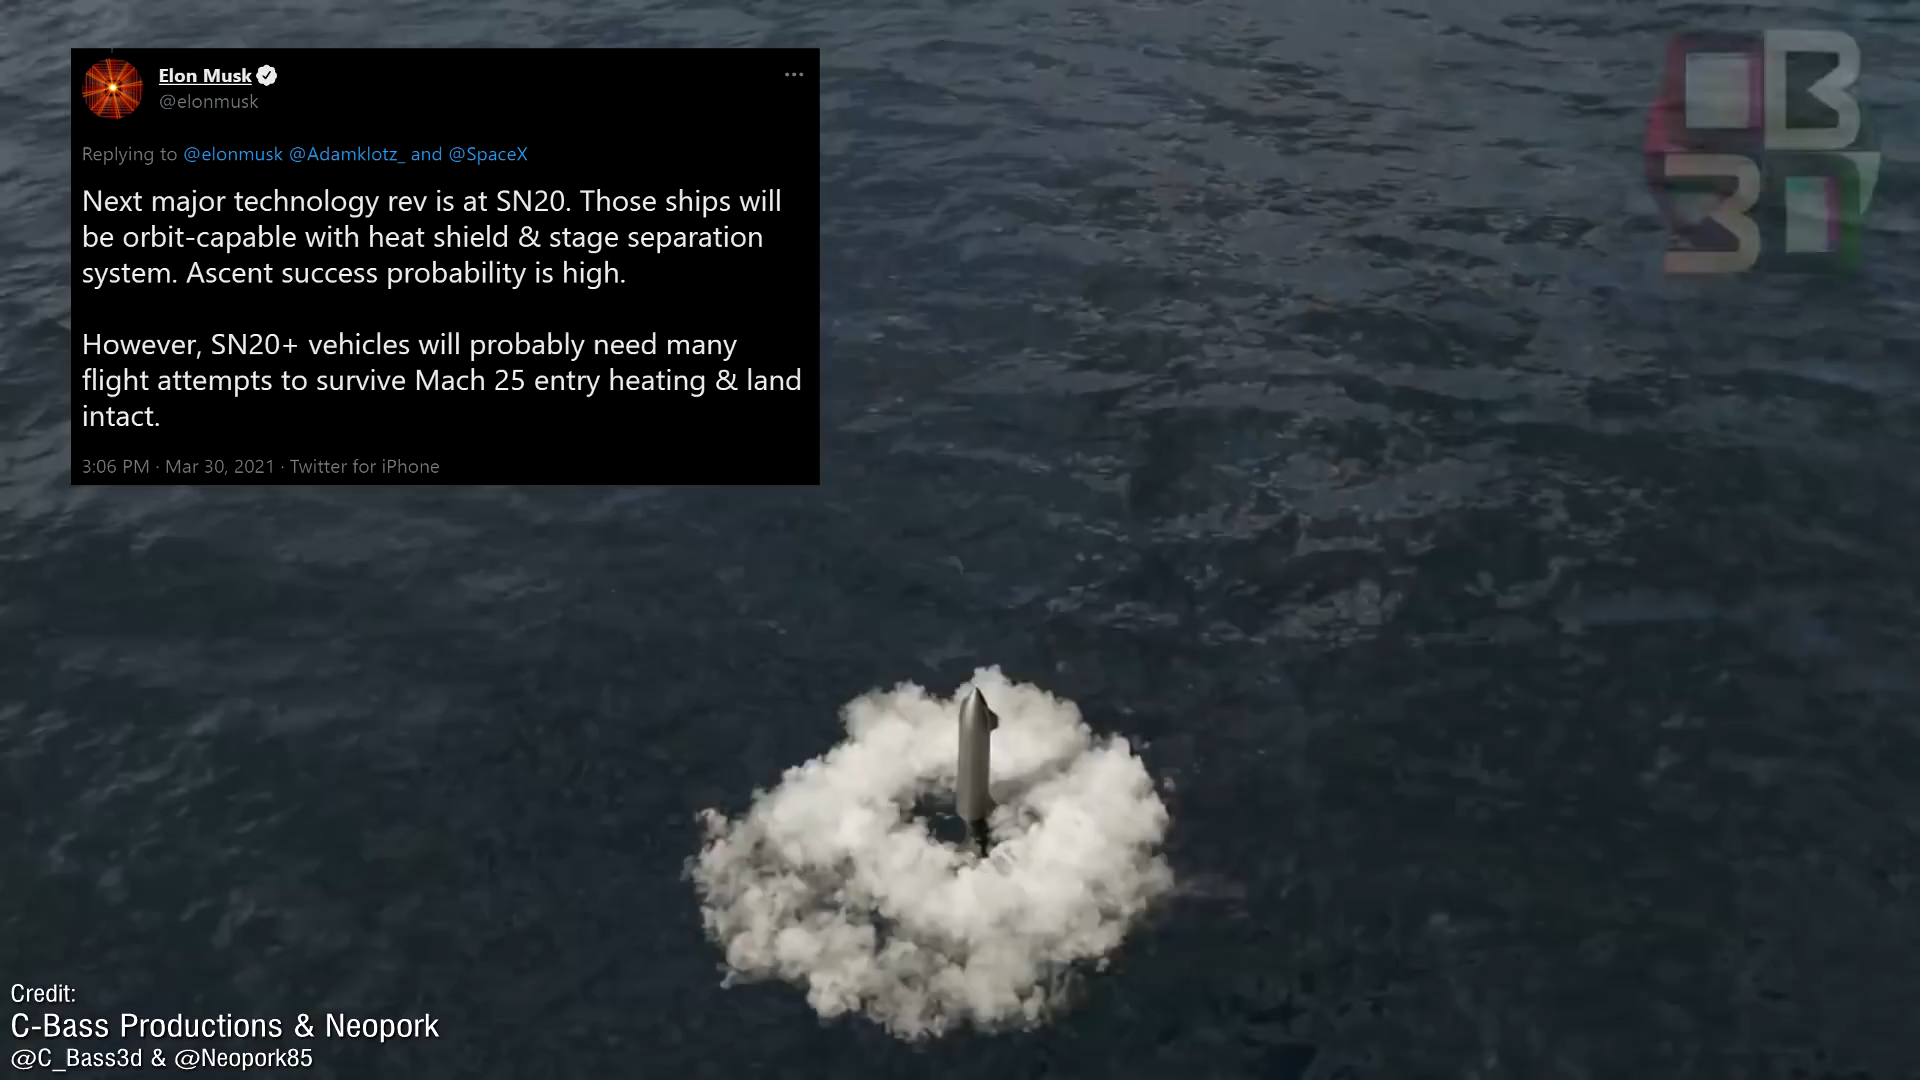 Elon Musk
@elonmusk
Replying to @elonmusk @Adamklotz_ and @SpaceX
Next major technology rev is at SN20. Those ships will
be orbit-capable with heat shield & stage separation
system. Ascent success probability is high.
However, SN20+ vehicles will probably need many
flight attempts to survive Mach 25 entry heating & land
intact.
3:06 PM · Mar 30, 2021 · Twitter for iPhone
Credit:
C-Bass Productions & Neopork
@C_Bass3d & @Neopork85